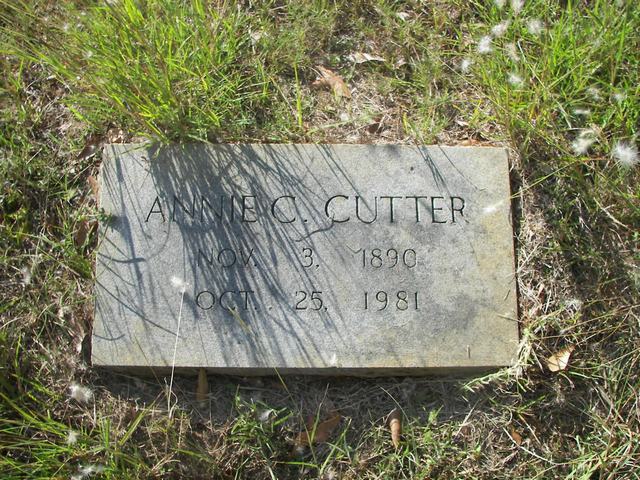 ANNIE C. CUTTER
NOV. 3, 1890
OCT. 25, 1981